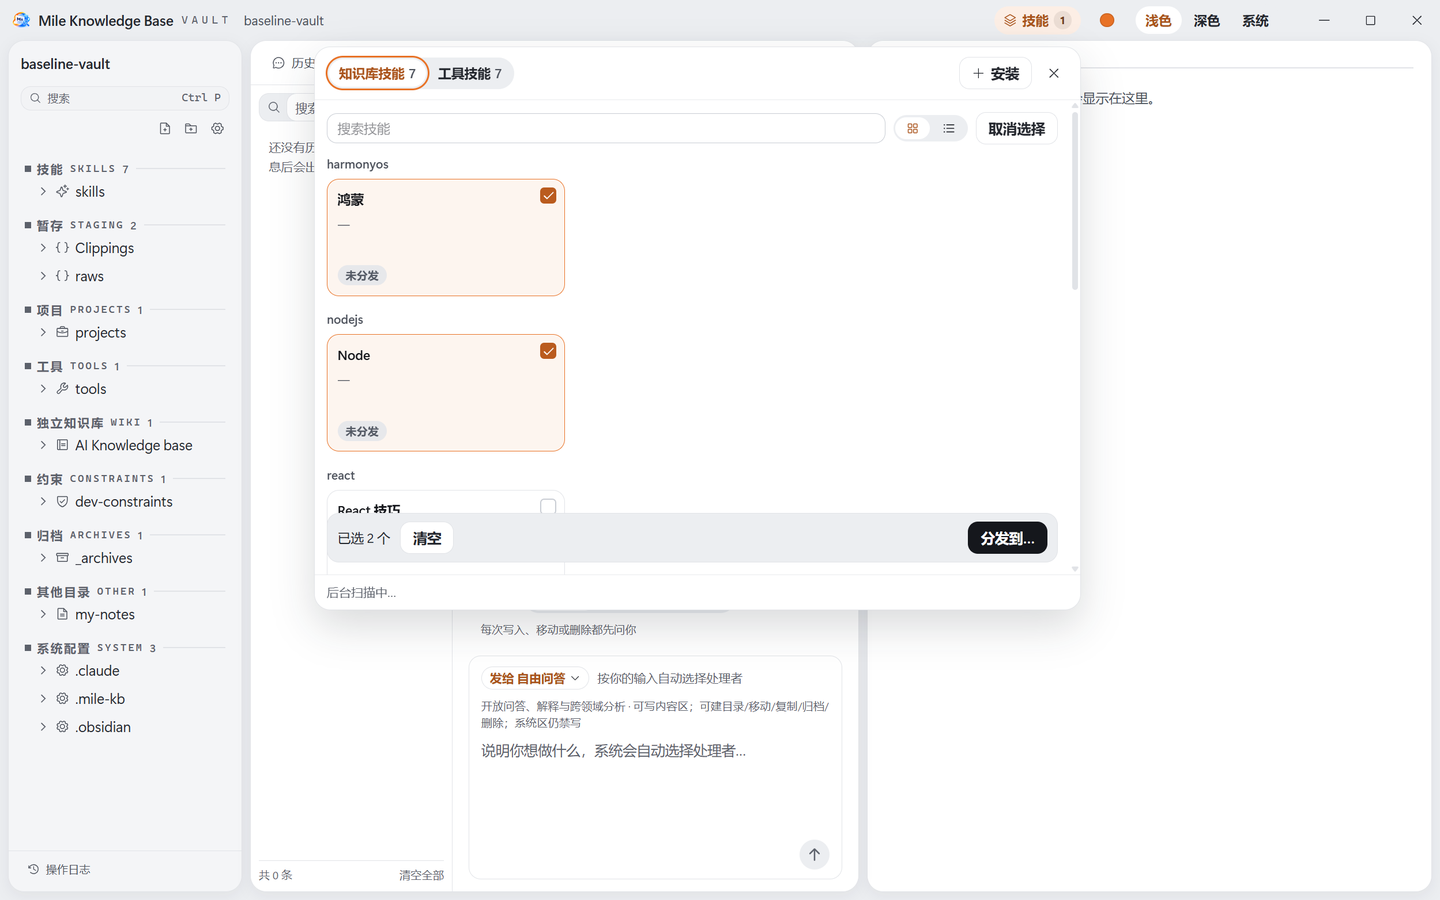 Mile Knowledge Base VAULT baseline-vault
技能 1
浅色 深色 系统
baseline-vault
搜索 Ctrl P
技能 SKILLS 7
skills
暂存 STAGING 2
Clippings
raws
项目 PROJECTS 1
projects
工具 TOOLS 1
tools
独立知识库 WIKI 1
AI Knowledge base
约束 CONSTRAINTS 1
dev-constraints
归档 ARCHIVES 1
_archives
其他目录 OTHER 1
my-notes
系统配置 SYSTEM 3
.claude
.mile-kb
.obsidian
操作日志
历史
搜索
还没有历
息后会出
共 0 条 清空全部
知识库技能 7 工具技能 7
安装
搜索技能
取消选择
harmonyos
鸿蒙
—
未分发
nodejs
Node
—
未分发
react
React 技巧
已选 2 个 清空 分发到...
后台扫描中...
每次写入、移动或删除都先问你
发给 自由问答 按你的输入自动选择处理者
开放问答、解释与跨领域分析 · 可写内容区；可建目录/移动/复制/归档/
删除；系统区仍禁写
说明你想做什么，系统会自动选择处理者...
显示在这里。